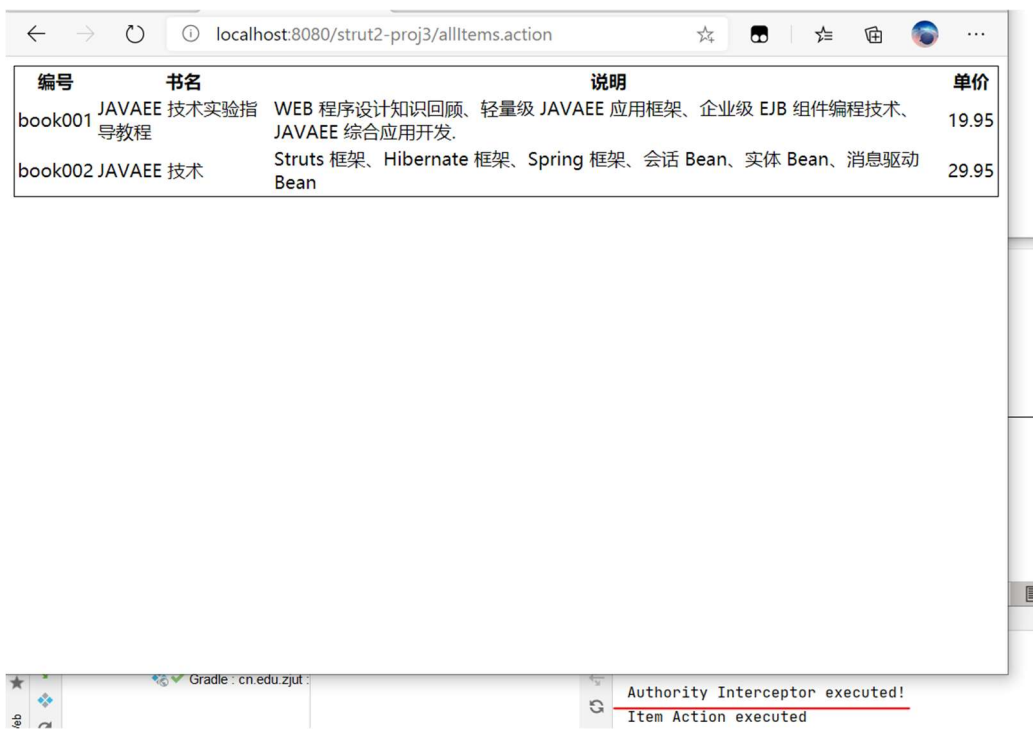 localhost:8080/strut2-proj3/allItems.action
编号 书名 说明 单价
book001 JAVAEE 技术实验指导教程 WEB 程序设计知识回顾、轻量级 JAVAEE 应用框架、企业级 EJB 组件编程技术、JAVAEE 综合应用开发. 19.95
book002 JAVAEE 技术 Struts 框架、Hibernate 框架、Spring 框架、会话 Bean、实体 Bean、消息驱动 Bean 29.95
Gradle : cn.edu.zjut :
Authority Interceptor executed!
Item Action executed